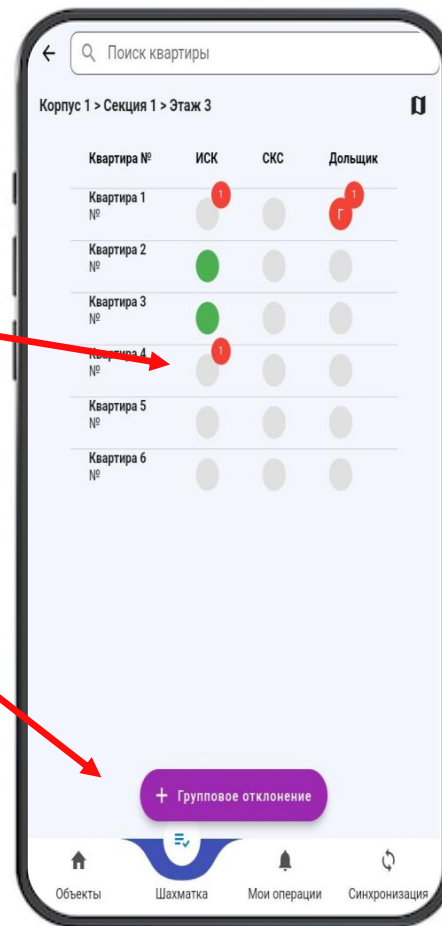 Поиск квартиры
Корпус 1 > Секция 1 > Этаж 3
Квартира № ИСК СКС Дольщик
Квартира 1 1 1
№ Г
Квартира 2
№
Квартира 3
№
Квартира 4 1
№
Квартира 5
№
Квартира 6
№
+ Групповое отклонение
Объекты Шахматка Мои операции Синхронизация